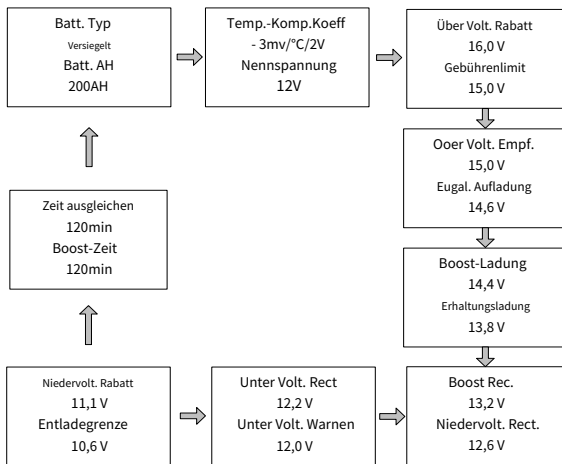 Batt. Typ
Versiegelt
Batt. AH
200AH
Temp.-Komp.Koeff
- 3mv/°C/2V
Nennspannung
12V
Über Volt. Rabatt
16,0 V
Gebührenlimit
15,0 V
Ooer Volt. Empf.
15,0 V
Eugal. Aufladung
14,6 V
Zeit ausgleichen
120min
Boost-Zeit
120min
Boost-Ladung
14,4 V
Erhaltungsladung
13,8 V
Niedervolt. Rabatt
11,1 V
Entladegrenze
10,6 V
Unter Volt. Rect
12,2 V
Unter Volt. Warnen
12,0 V
Boost Rec.
13,2 V
Niedervolt. Rect.
12,6 V